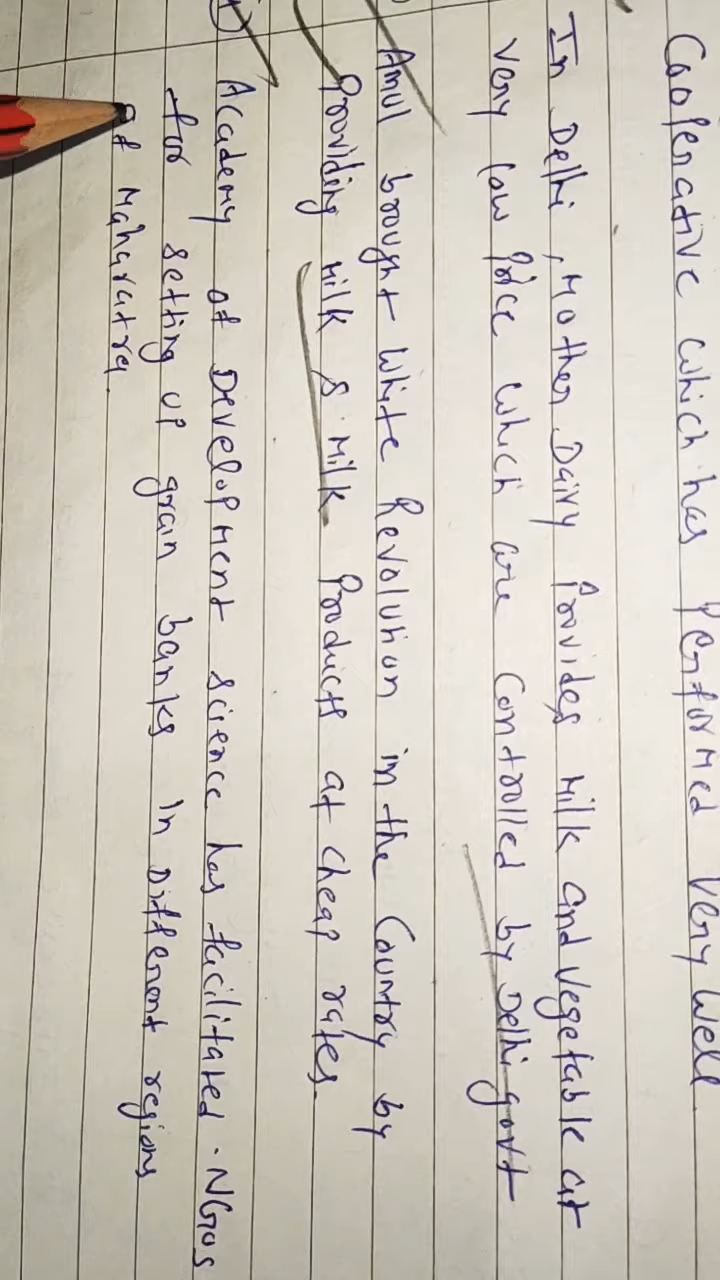 Cooperative which has Performed very well
In Delhi, Mother Dairy Provides Milk and vegetable at
very low Price which are Controlled by Delhi govt
Amul brought white Revolution in the Country by
Providing Milk & Milk Products at cheap rates.
Academy of Development science has facilitated. NGOs
for setting up grain banks in Different regions
of Maharatra.